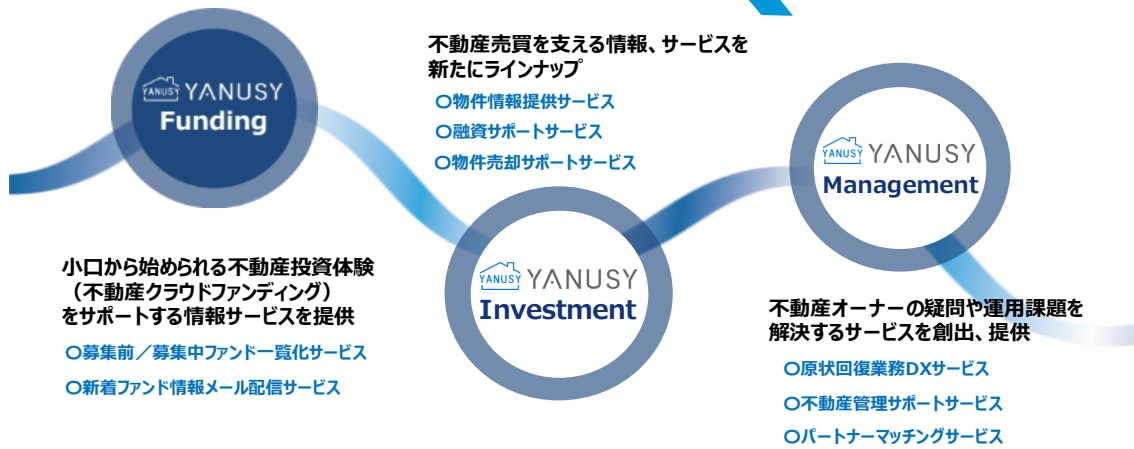 YANUSY YANUSY
Funding
小口から始められる不動産投資体験
（不動産クラウドファンディング）
をサポートする情報サービスを提供
〇募集前／募集中ファンド一覧化サービス
〇新着ファンド情報メール配信サービス
不動産売買を支える情報、サービスを
新たにラインナップ
〇物件情報提供サービス
〇融資サポートサービス
〇物件売却サポートサービス
YANUSY YANUSY
Investment
YANUSY YANUSY
Management
不動産オーナーの疑問や運用課題を
解決するサービスを創出、提供
〇原状回復業務DXサービス
〇不動産管理サポートサービス
〇パートナーマッチングサービス